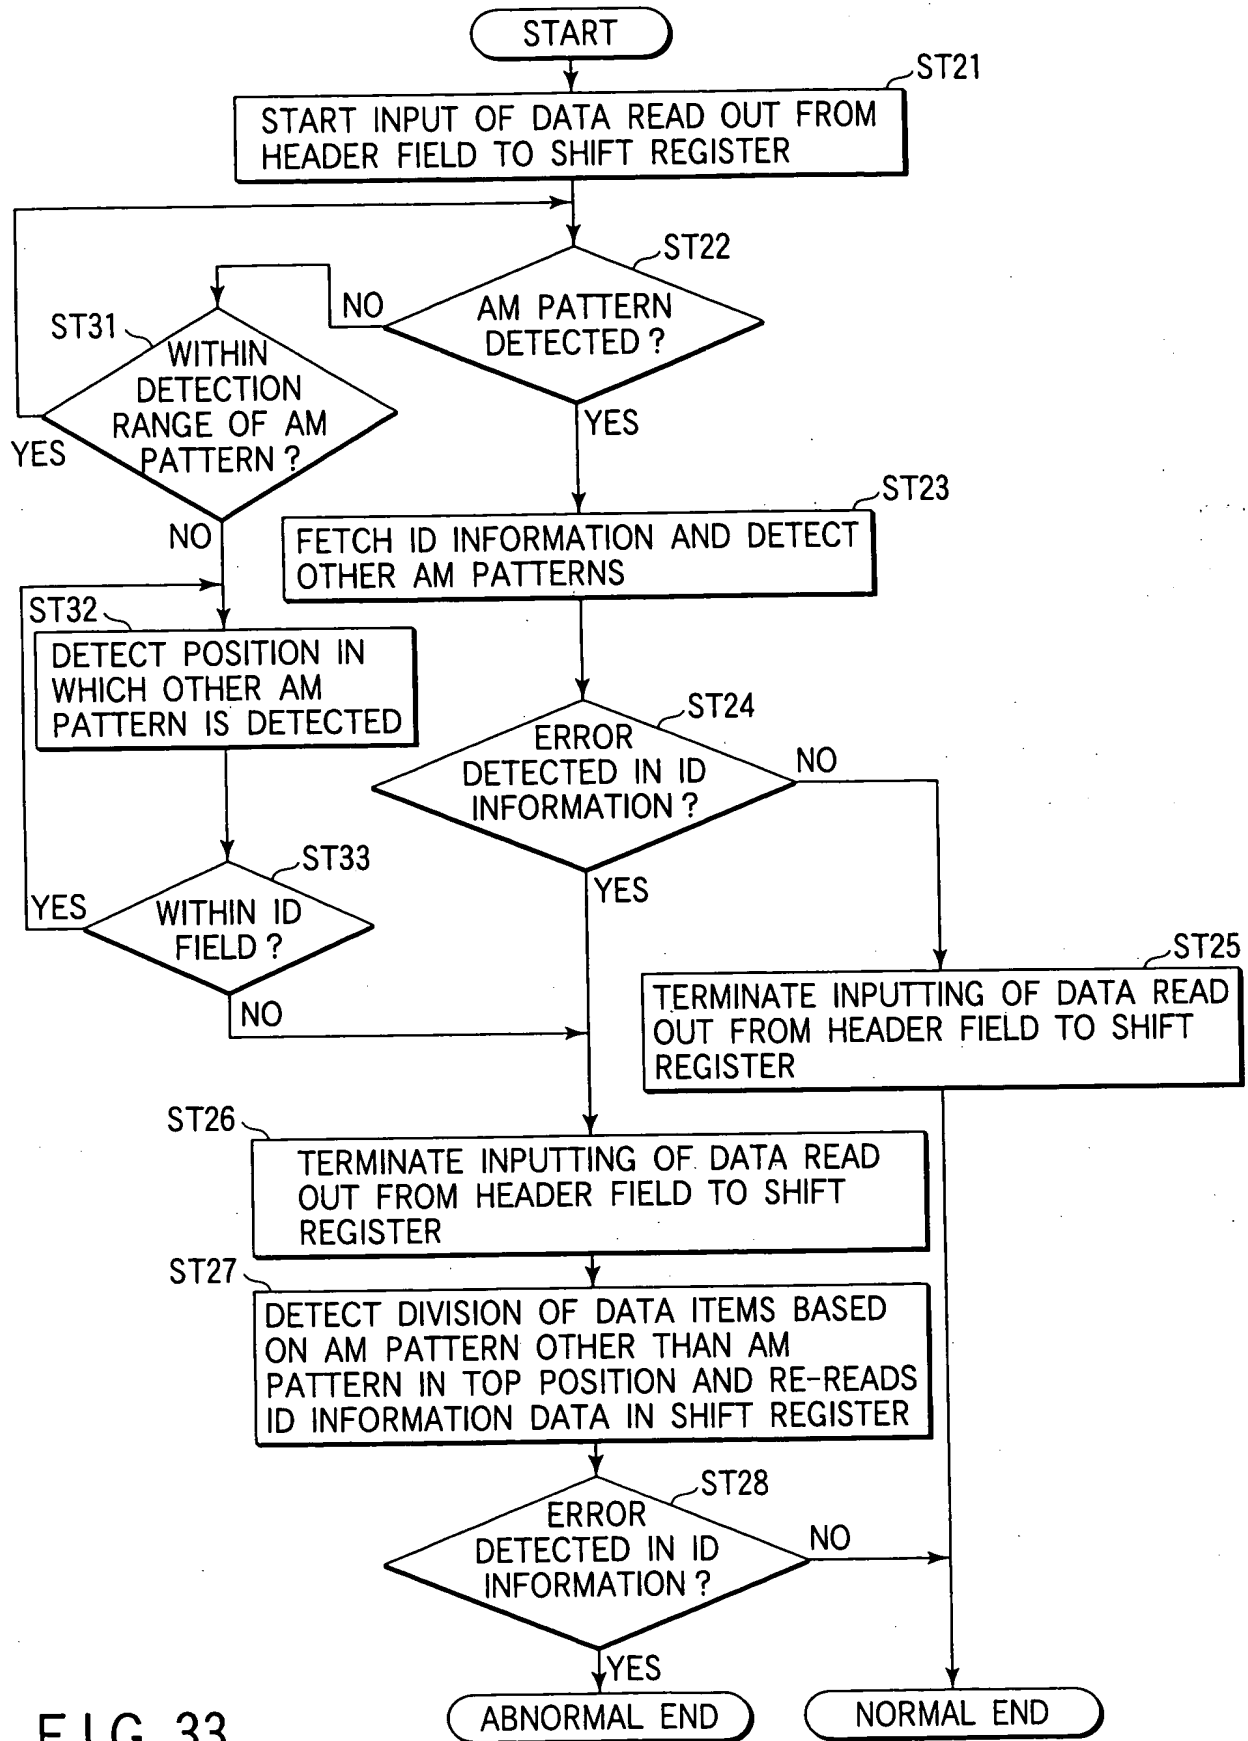 START
ST21
START INPUT OF DATA READ OUT FROM
HEADER FIELD TO SHIFT REGISTER
ST22
AM PATTERN
DETECTED?
NO
YES
ST31
WITHIN
DETECTION
RANGE OF AM
PATTERN?
YES
NO
ST23
FETCH ID INFORMATION AND DETECT
OTHER AM PATTERNS
ST32
DETECT POSITION IN
WHICH OTHER AM
PATTERN IS DETECTED
ST24
ERROR
DETECTED IN ID
INFORMATION?
NO
YES
ST33
WITHIN ID
FIELD?
YES
NO
ST25
TERMINATE INPUTTING OF DATA READ
OUT FROM HEADER FIELD TO SHIFT
REGISTER
ST26
TERMINATE INPUTTING OF DATA READ
OUT FROM HEADER FIELD TO SHIFT
REGISTER
ST27
DETECT DIVISION OF DATA ITEMS BASED
ON AM PATTERN OTHER THAN AM
PATTERN IN TOP POSITION AND RE-READS
ID INFORMATION DATA IN SHIFT REGISTER
ST28
ERROR
DETECTED IN ID
INFORMATION?
NO
YES
ABNORMAL END
NORMAL END
FIG. 33